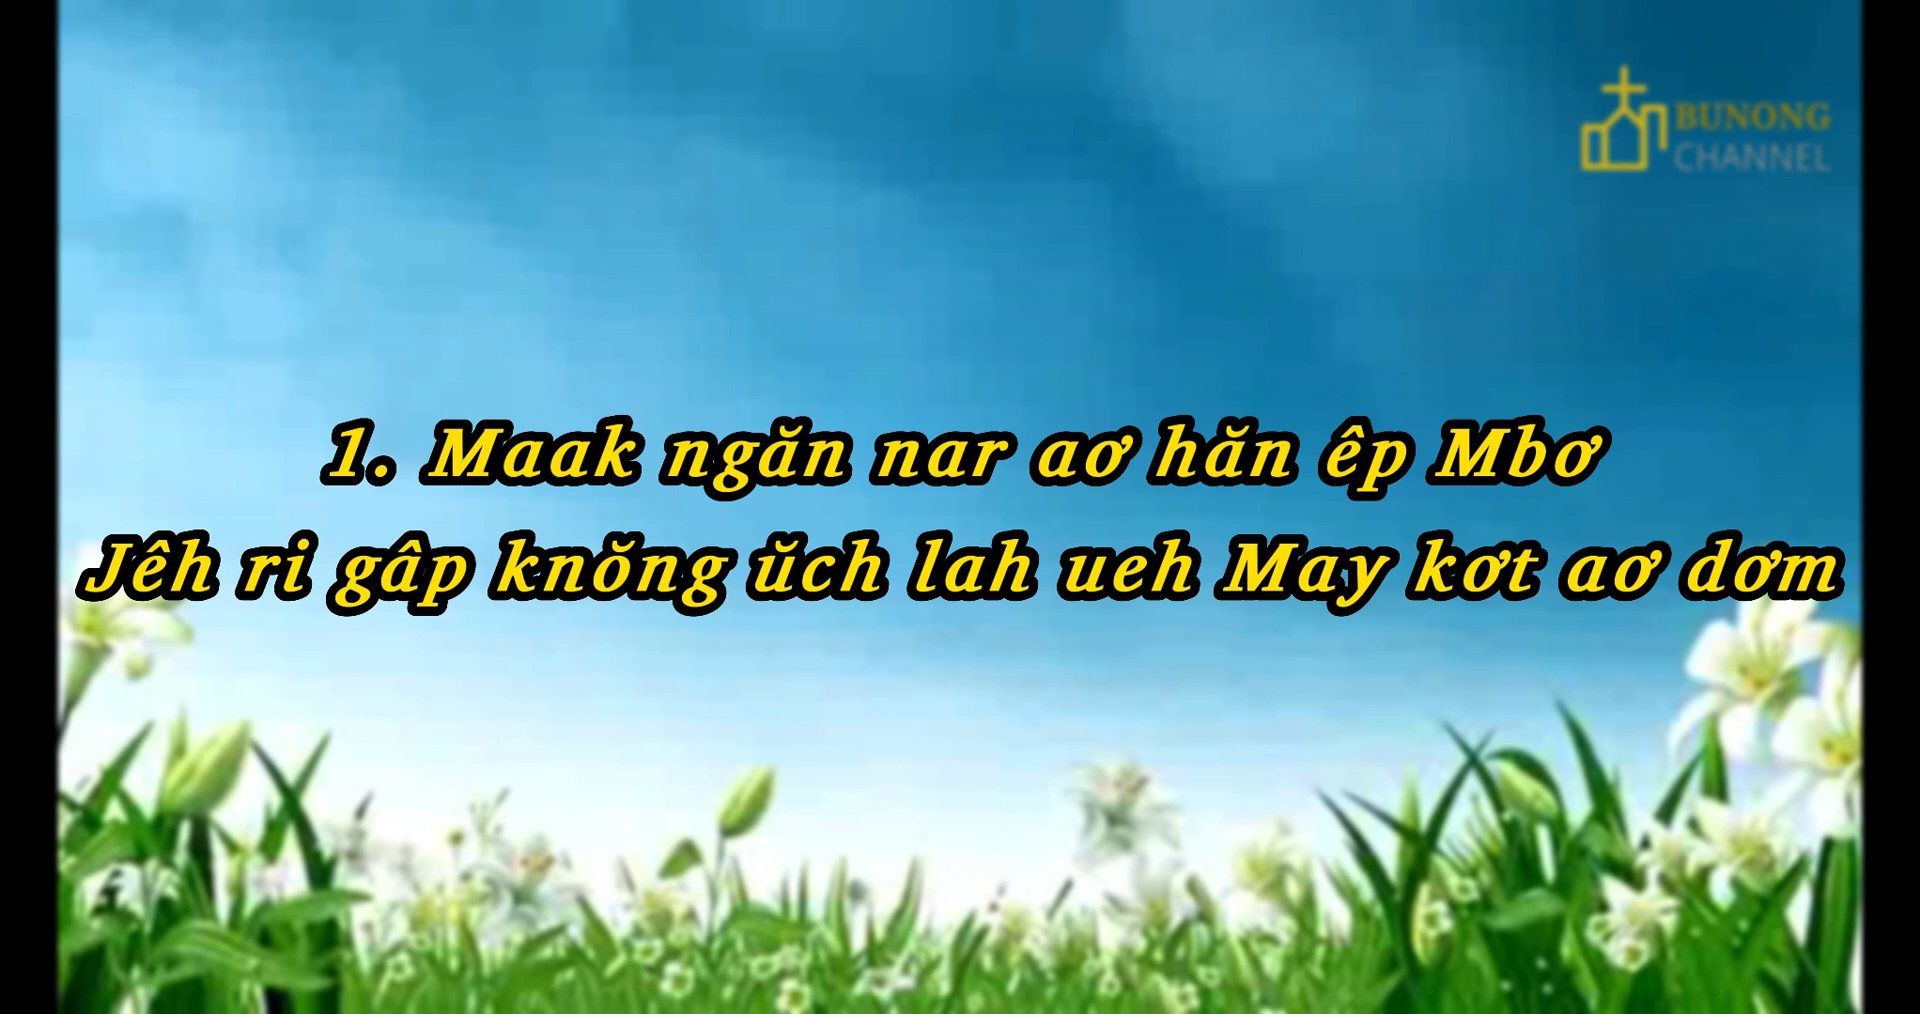 BUNONG
CHANNEL
1. Maak ngăn nar aơ hăn êp Mbơ
Jêh ri gâp knŏng ŭch lah ueh May kơt aơ dơm